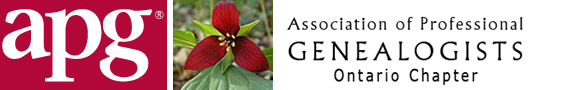 apg®
Association of Professional
GENEALOGISTS
Ontario Chapter